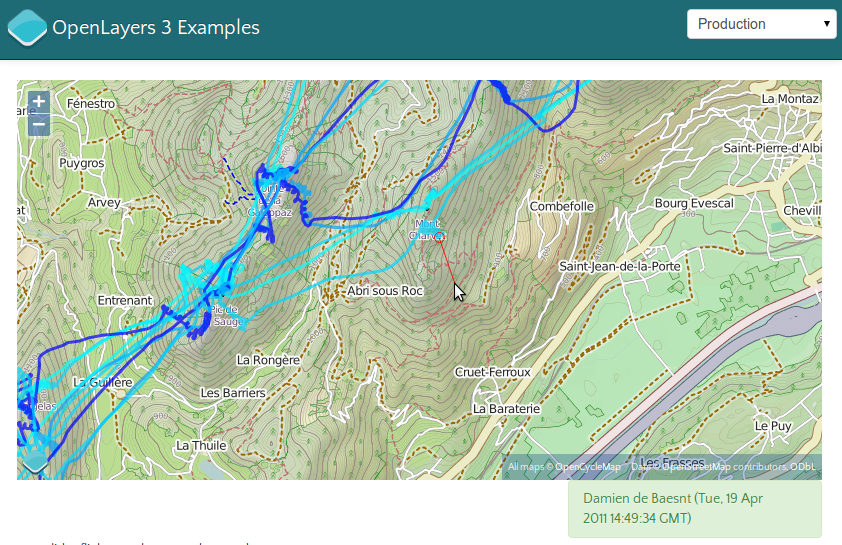 OpenLayers 3 Examples
Production
+
Fénestro
La Montaz
−
Saint-Pierre-d'Albi
Puygros
Arvey
Combefolle
Bourg Evescal
300
Chevill
Mont
Saint-Jean-de-la-Porte
Entrenant
Abri sous Roc
Pic de
Sauge
La Rongère
La Guillère
Cruet-Ferroux
Les Barriers
900
La Baraterie
Le Puy
La Thuile
Les Frasses
All maps © OpenCycleMap
OpenStreetMap contributors, ODbL
Damien de Baesnt (Tue, 19 Apr
2011 14:49:34 GMT)